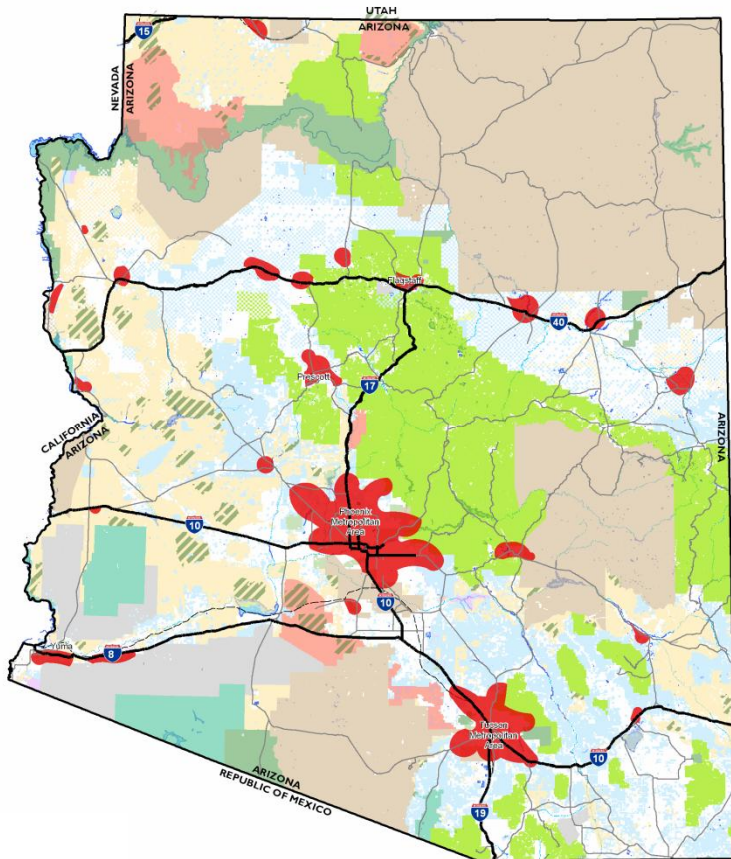 UTAH
ARIZONA
15
NEVADA
ARIZONA
Flagstaff
40
Prescott
17
CALIFORNIA
ARIZONA
ARIZONA
Phoenix
Metropolitan
Area
10
10
Yuma
8
Tucson
Metropolitan
Area
10
ARIZONA
REPUBLIC OF MEXICO
19